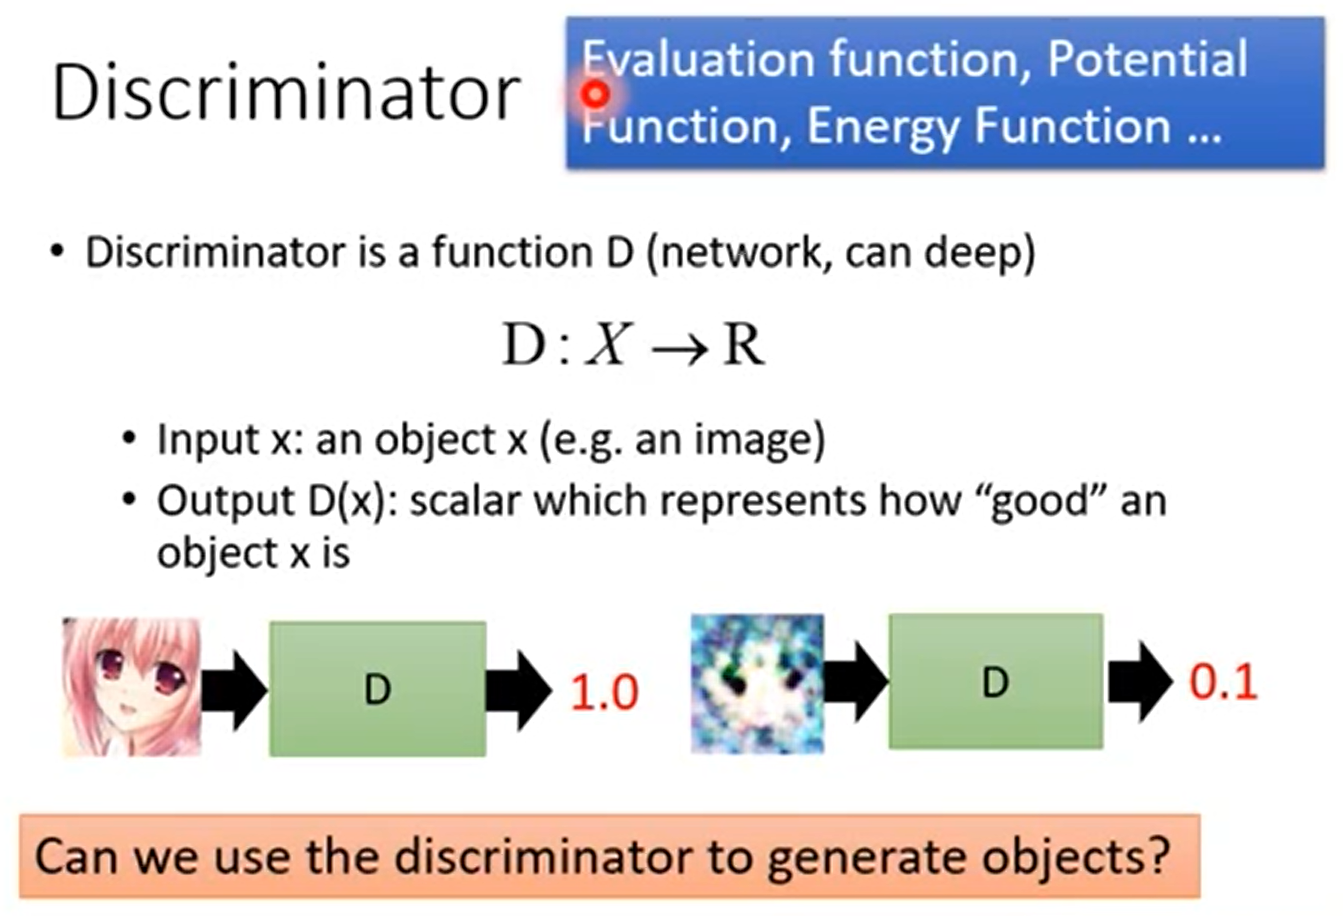 Discriminator
Evaluation function, Potential
Function, Energy Function ...
• Discriminator is a function D (network, can deep)
D : X → R
• Input x: an object x (e.g. an image)
• Output D(x): scalar which represents how “good” an
object x is
D
1.0
D
0.1
Can we use the discriminator to generate objects?